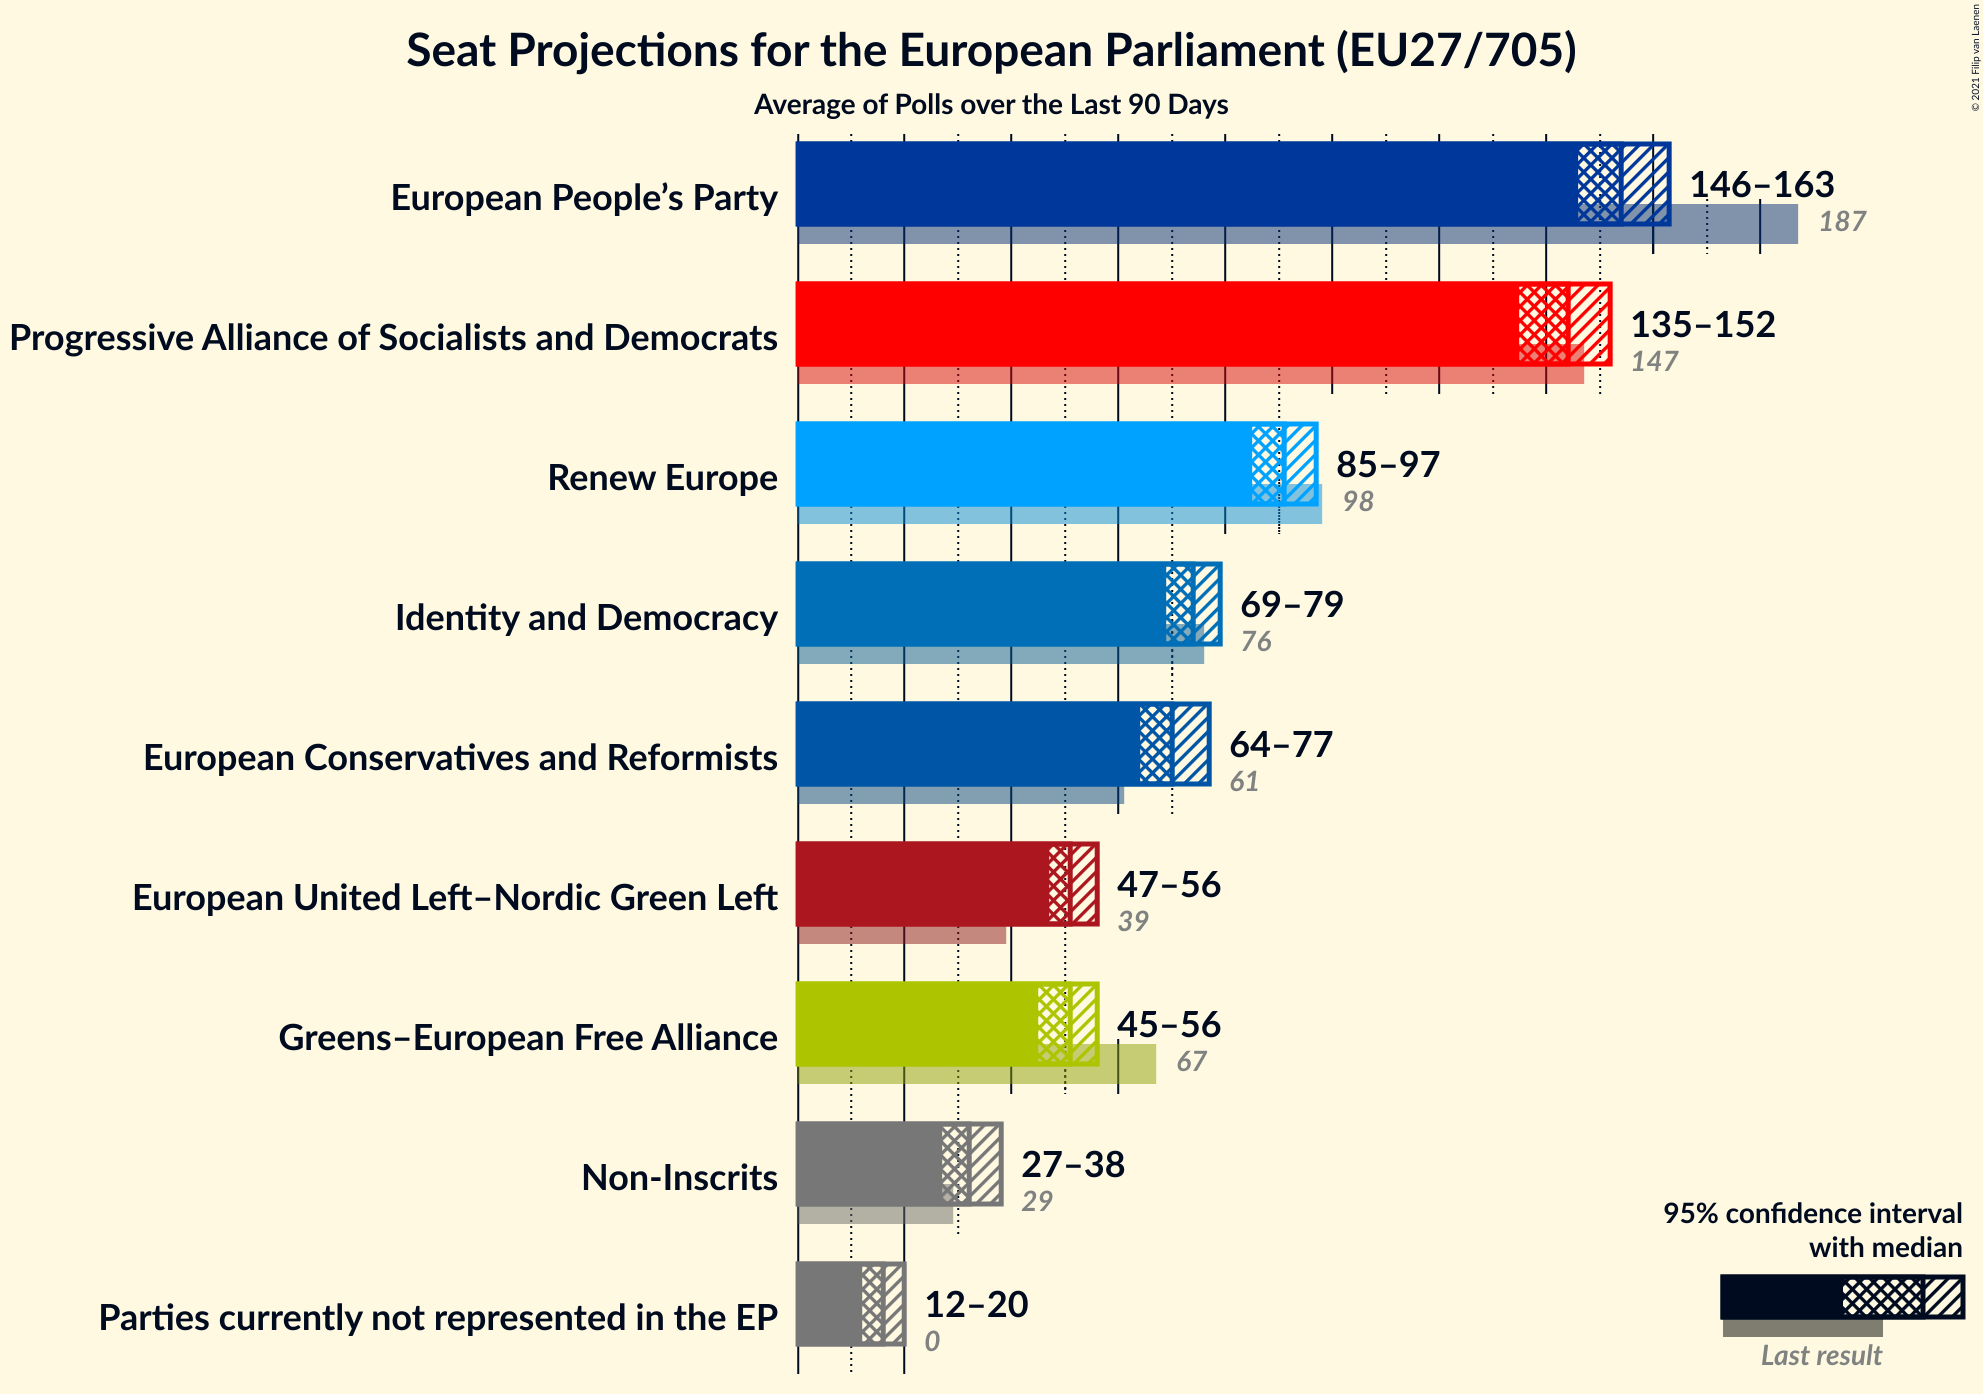 Seat Projections for the European Parliament (EU27/705)
Average of Polls over the Last 90 Days
© 2021 Filip van Laenen
European People’s Party
146–163
187
Progressive Alliance of Socialists and Democrats
135–152
147
Renew Europe
85–97
98
Identity and Democracy
69–79
76
European Conservatives and Reformists
64–77
61
European United Left–Nordic Green Left
47–56
39
Greens–European Free Alliance
45–56
67
Non-Inscrits
27–38
29
Parties currently not represented in the EP
12–20
0
95% confidence interval
with median
Last result